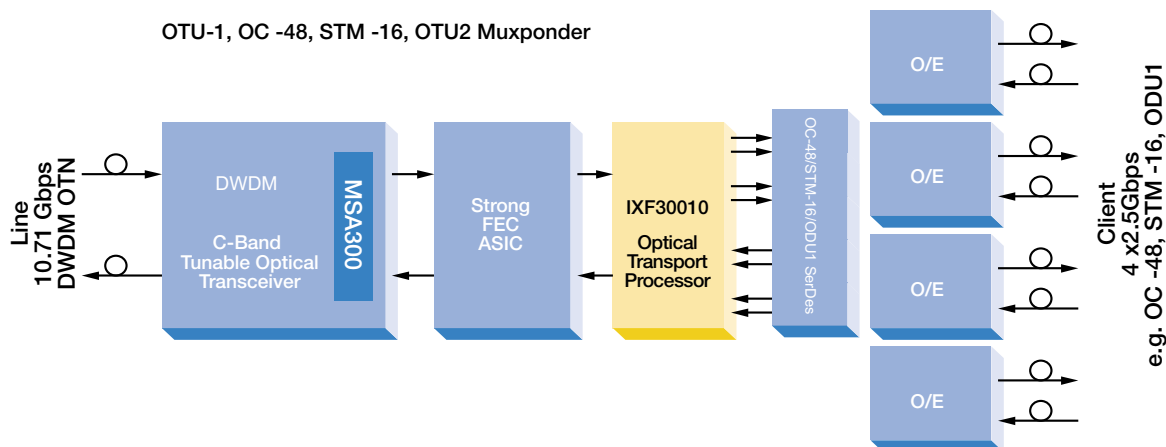 OTU-1, OC -48, STM -16, OTU2 Muxponder
Line
10.71 Gbps
DWDM OTN
DWDM
C-Band
Tunable Optical
Transceiver
MSA300
Strong
FEC
ASIC
IXF30010
Optical
Transport
Processor
OC-48/STM-16/ODU1 SerDes
O/E
O/E
O/E
O/E
Client
4 x2.5Gbps
e.g. OC -48, STM -16, ODU1